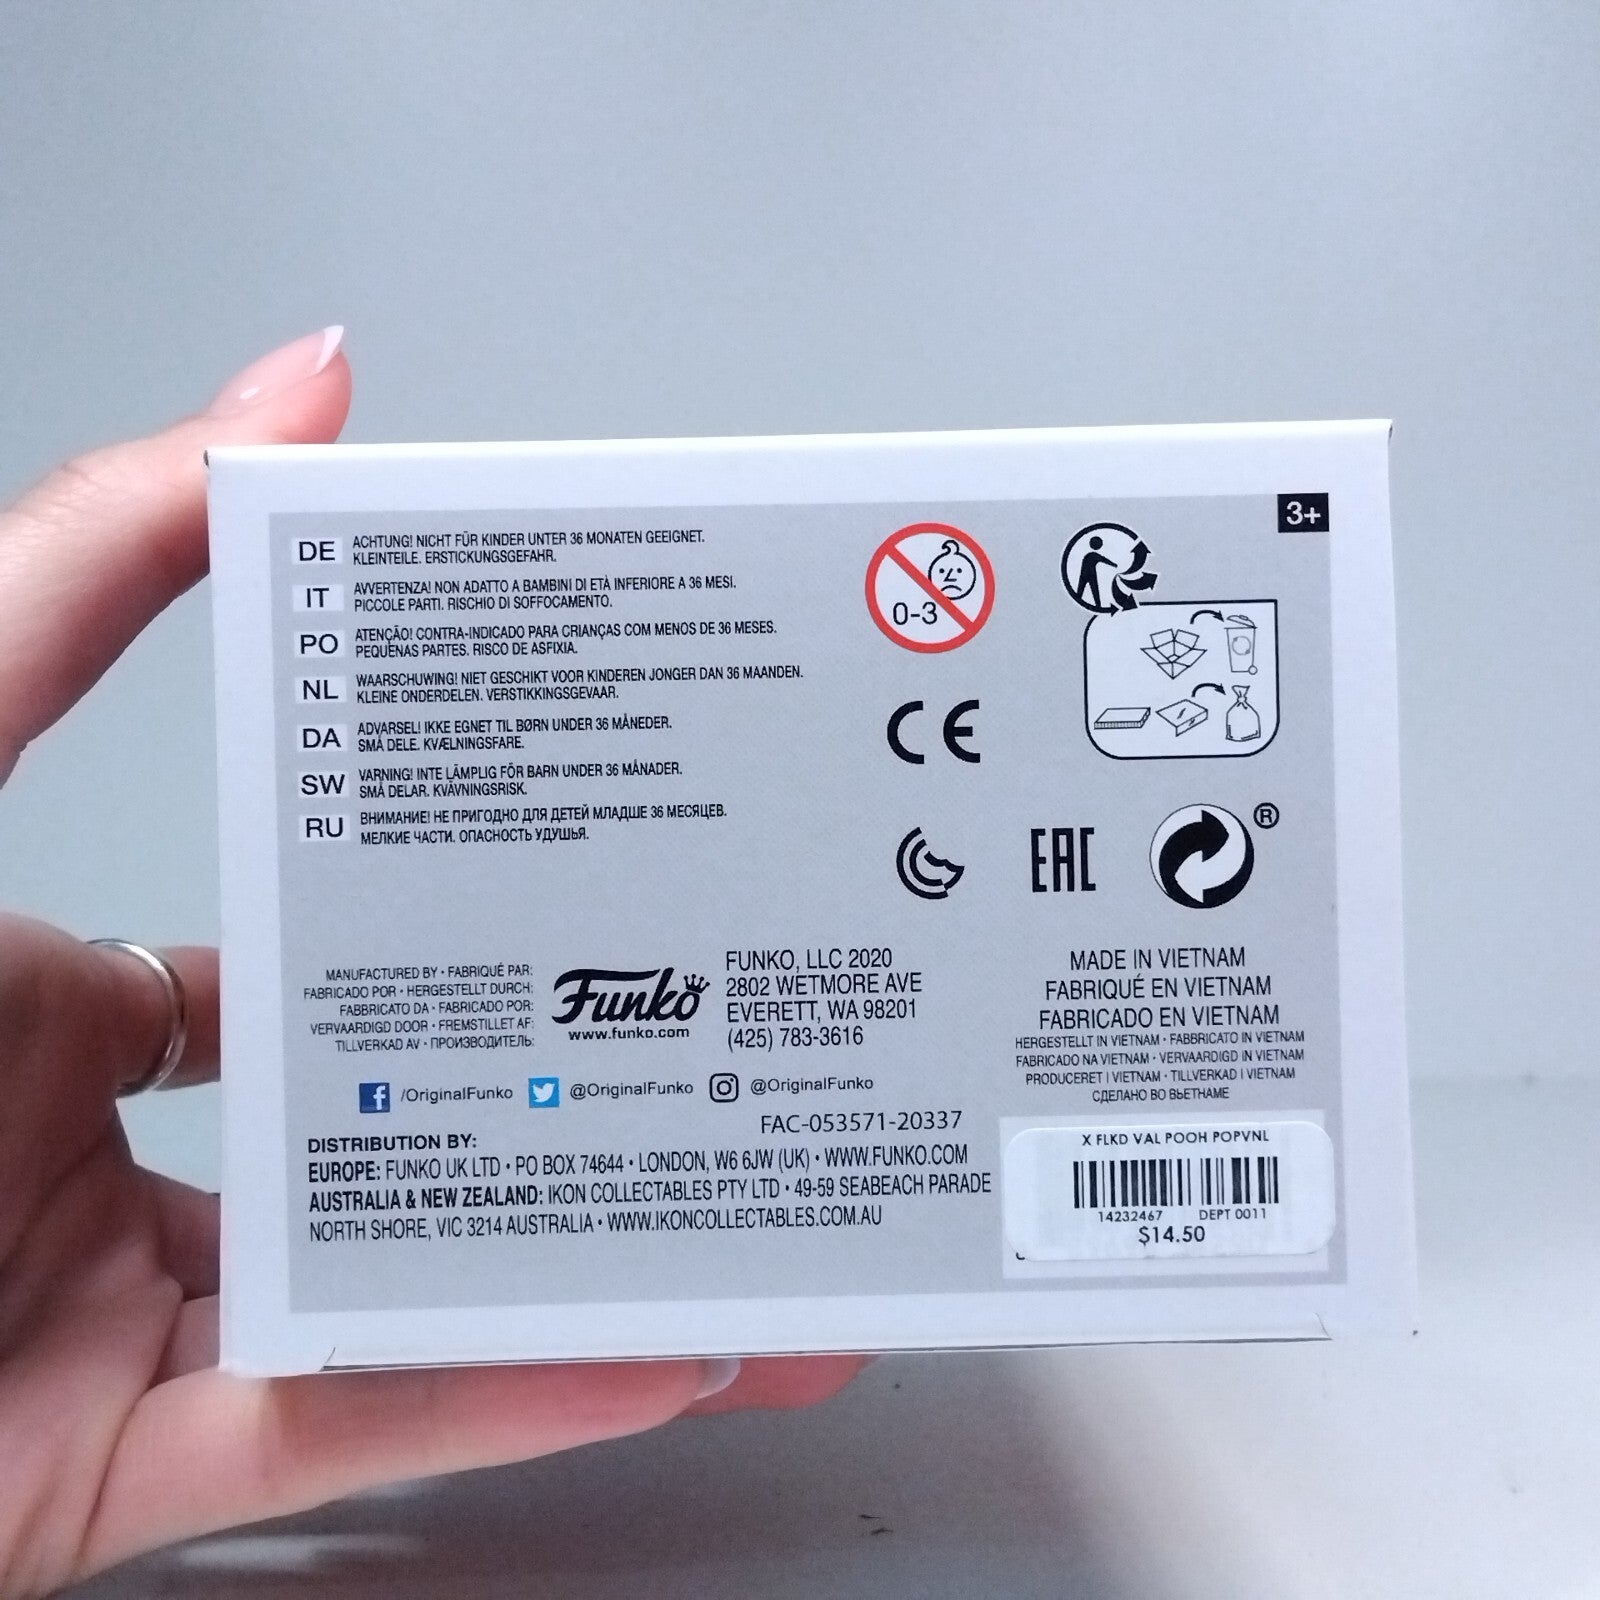 3+
DE
ACHTUNG! NICHT FÜR KINDER UNTER 36 MONATEN GEEIGNET.
KLEINTEILE. ERSTICKUNGSGEFAHR.
IT
AVVERTENZA! NON ADATTO A BAMBINI DI ETÀ INFERIORE A 36 MESI.
PICCOLE PARTI. RISCHIO DI SOFFOCAMENTO.
PO
ATENÇÃO! CONTRA-INDICADO PARA CRIANÇAS COM MENOS DE 36 MESES.
PEQUENAS PARTES. RISCO DE ASFIXIA.
NL
WAARSCHUWING! NIET GESCHIKT VOOR KINDEREN JONGER DAN 36 MAANDEN.
KLEINE ONDERDELEN. VERSTIKKINGSGEVAAR.
DA
ADVARSEL! IKKE EGNET TIL BØRN UNDER 36 MÅNEDER.
SMÅ DELE. KVÆLNINGSFARE.
SW
VARNING! INTE LÄMPLIG FÖR BARN UNDER 36 MÅNADER.
SMÅ DELAR. KVÄVNINGSRISK.
RU
ВНИМАНИЕ! НЕ ПРИГОДНО ДЛЯ ДЕТЕЙ МЛАДШЕ 36 МЕСЯЦЕВ.
МЕЛКИЕ ЧАСТИ. ОПАСНОСТЬ УДУШЬЯ.
0-3
CE
EAC
®
MANUFACTURED BY • FABRIQUÉ PAR:
FABRICADO POR • HERGESTELLT DURCH:
FABBRICATO DA • FABRICADO POR:
VERVAARDIGD DOOR • FREMSTILLET AF:
TILLVERKAD AV • ПРОИЗВОДИТЕЛЬ:
Funko
www.funko.com
FUNKO, LLC 2020
2802 WETMORE AVE
EVERETT, WA 98201
(425) 783-3616
MADE IN VIETNAM
FABRIQUÉ EN VIETNAM
FABRICADO EN VIETNAM
HERGESTELLT IN VIETNAM • FABBRICATO IN VIETNAM
FABRICADO NA VIETNAM • VERVAARDIGD IN VIETNAM
PRODUCERET I VIETNAM • TILLVERKAD I VIETNAM
СДЕЛАНО ВО ВЬЕТНАМЕ
/OriginalFunko @OriginalFunko @OriginalFunko
FAC-053571-20337
DISTRIBUTION BY:
EUROPE: FUNKO UK LTD • PO BOX 74644 • LONDON, W6 6JW (UK) • WWW.FUNKO.COM
AUSTRALIA & NEW ZEALAND: IKON COLLECTABLES PTY LTD • 49-59 SEABEACH PARADE
NORTH SHORE, VIC 3214 AUSTRALIA • WWW.IKONCOLLECTABLES.COM.AU
X FLKD VAL POOH POPVNL
14232467 DEPT 0011
$14.50